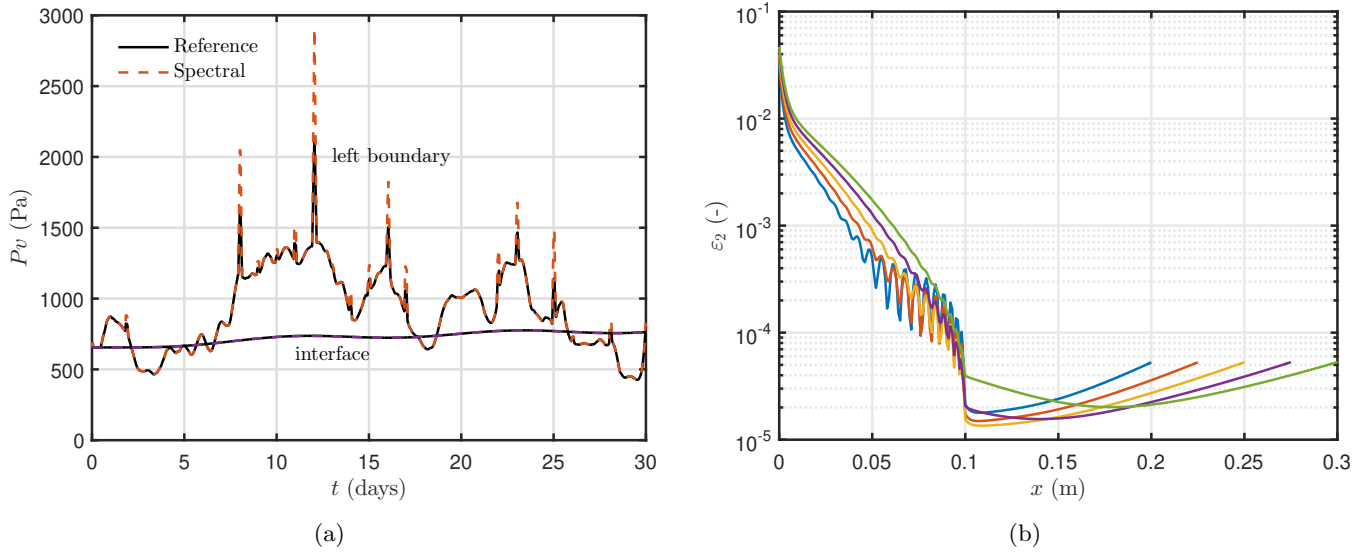 3000
2500
2000
1500
1000
500
0
Pv (Pa)
Reference
Spectral
left boundary
interface
0 5 10 15 20 25 30
t (days)
(a)
10^-1
10^-2
10^-3
10^-4
10^-5
ε₂ (-)
0 0.05 0.1 0.15 0.2 0.25 0.3
x (m)
(b)